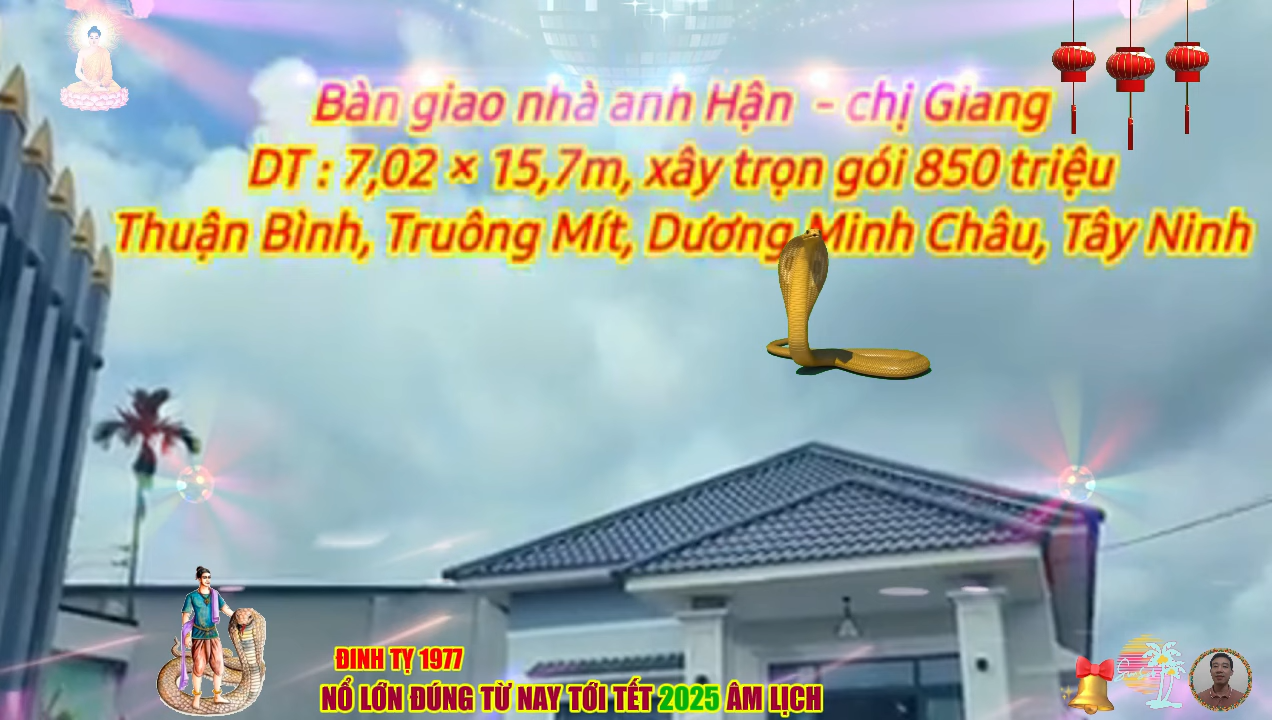 Bàn giao nhà anh Hận - chị Giang
DT : 7,02 × 15,7m, xây trọn gói 850 triệu
Thuận Bình, Truông Mít, Dương Minh Châu, Tây Ninh
ĐINH TỴ 1977
NỔ LỚN ĐÚNG TỪ NAY TỚI TẾT 2025 ÂM LỊCH